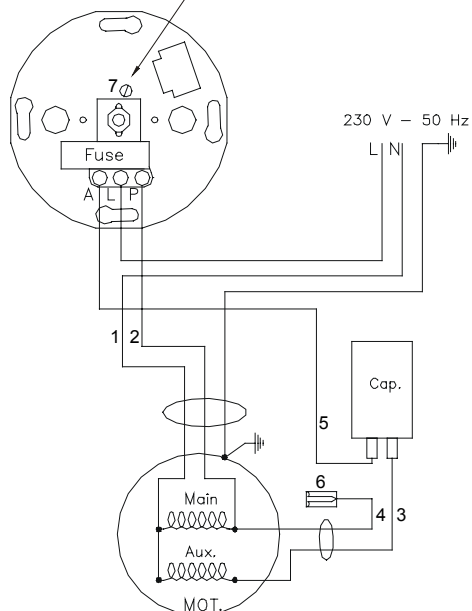 7
230 V - 50 Hz
L N
Fuse
A L P
1 2
Cap.
5
6
Main
4 3
Aux.
MOT.